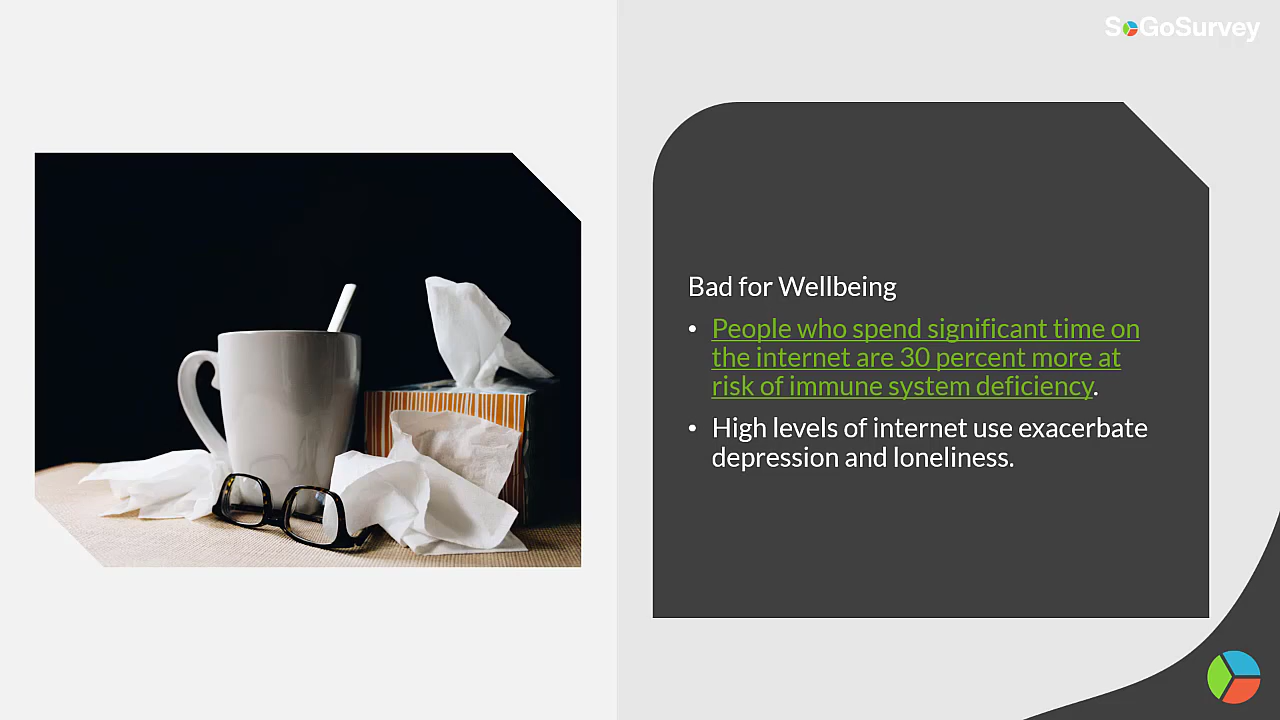 SoGoSurvey
Bad for Wellbeing
• People who spend significant time on
the internet are 30 percent more at
risk of immune system deficiency.
• High levels of internet use exacerbate
depression and loneliness.